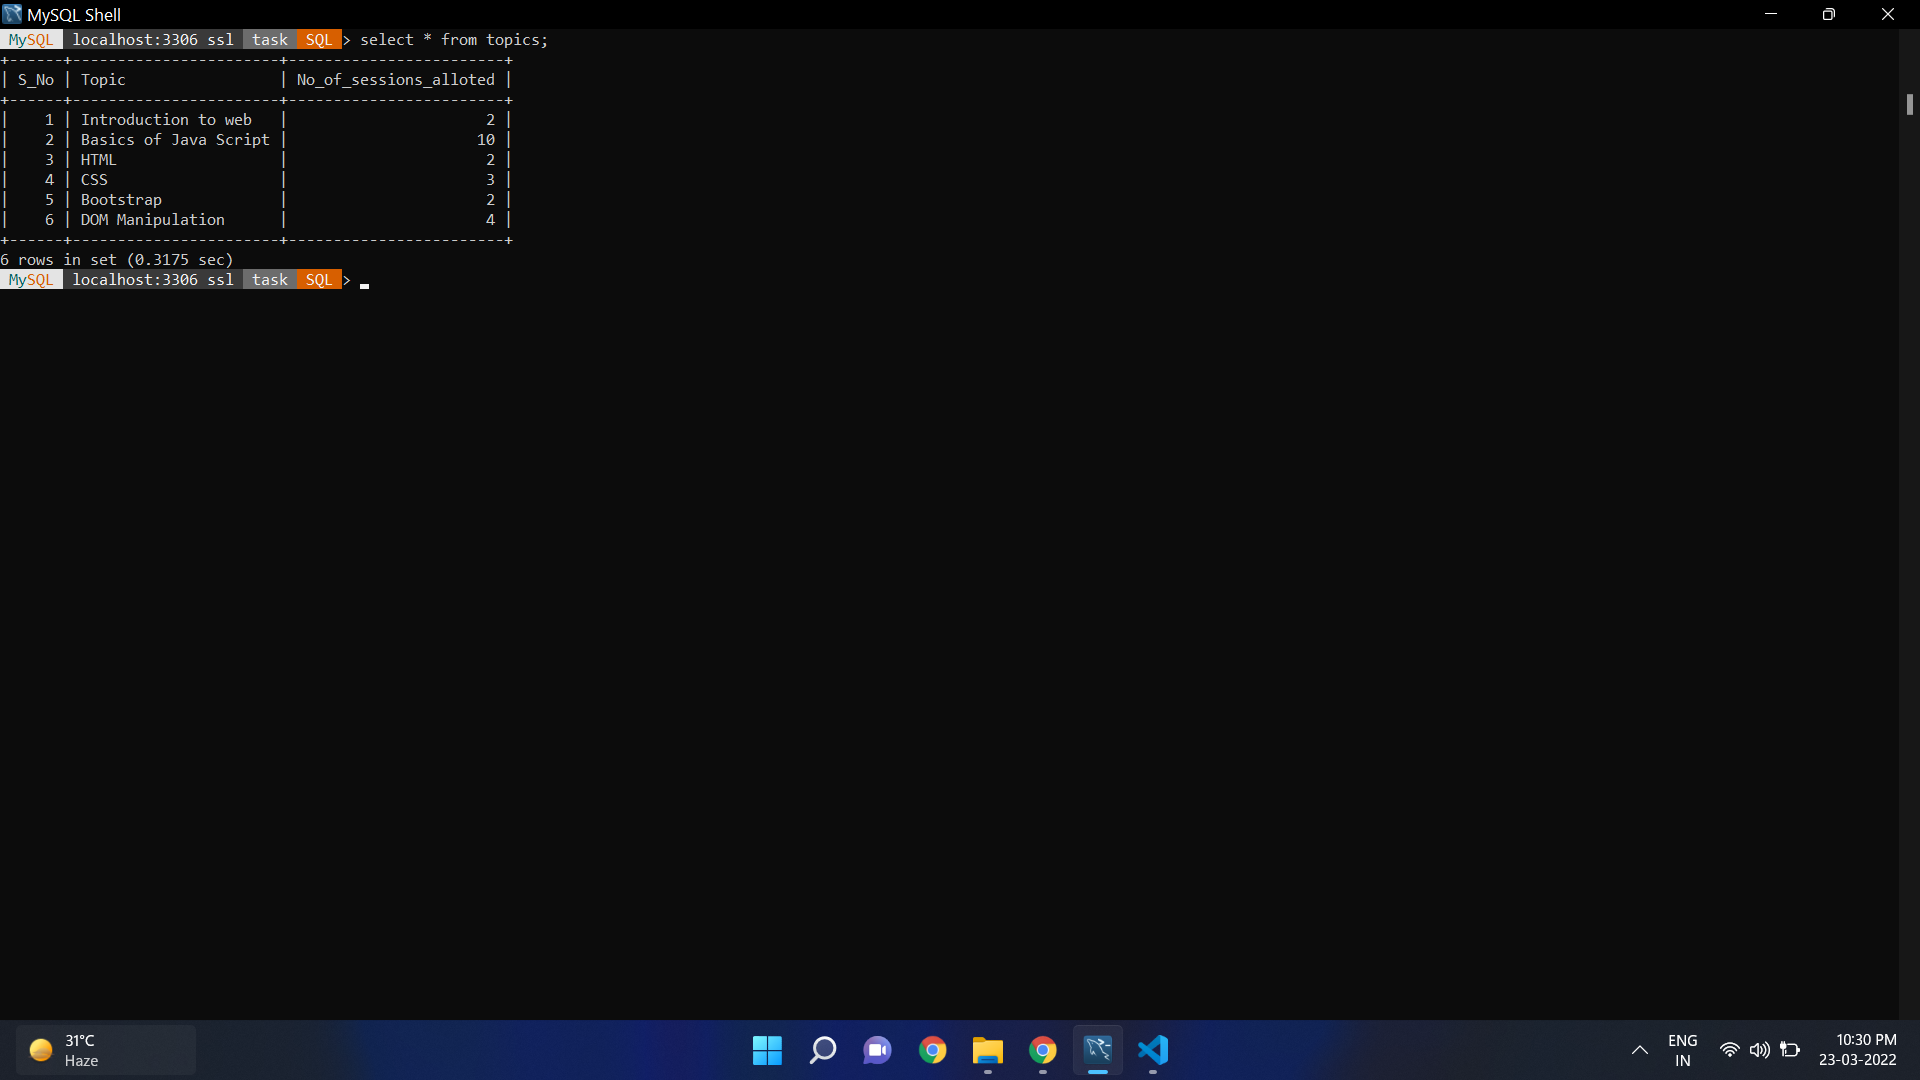 MySQL Shell
MySQL localhost:3306 ssl task SQL > select * from topics;
+------+-----------------------+------------------------+
| S_No | Topic                 | No_of_sessions_alloted |
+------+-----------------------+------------------------+
|    1 | Introduction to web   |                      2 |
|    2 | Basics of Java Script |                     10 |
|    3 | HTML                  |                      2 |
|    4 | CSS                   |                      3 |
|    5 | Bootstrap             |                      2 |
|    6 | DOM Manipulation      |                      4 |
+------+-----------------------+------------------------+
6 rows in set (0.3175 sec)
MySQL localhost:3306 ssl task SQL >
31°C
Haze
ENG
IN
10:30 PM
23-03-2022